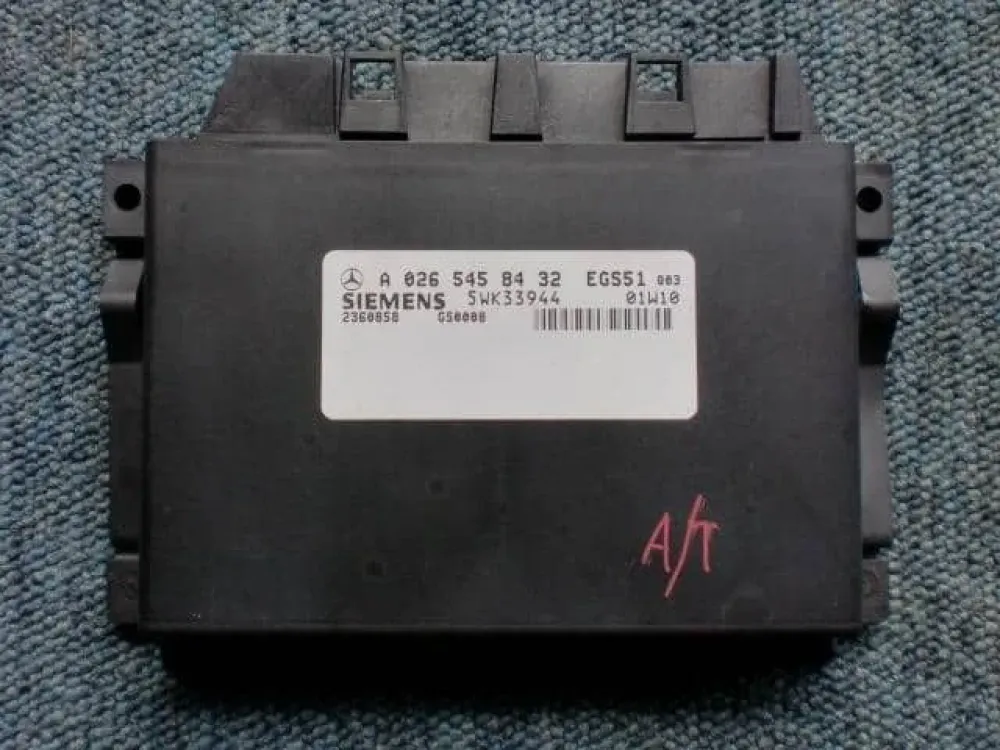 A 026 545 84 32 EGS51 003
SIEMENS 5WK33944 01W10
2360858 GS0008
A/T